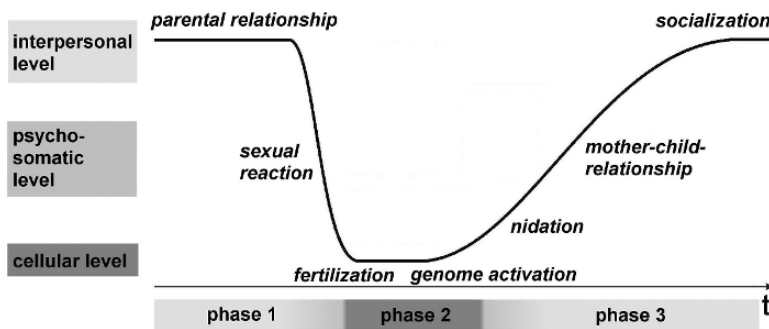 parental relationship
socialization
interpersonal
level
psycho-
somatic
level
sexual
reaction
mother-child-
relationship
nidation
cellular level
fertilization
genome activation
t
phase 1
phase 2
phase 3